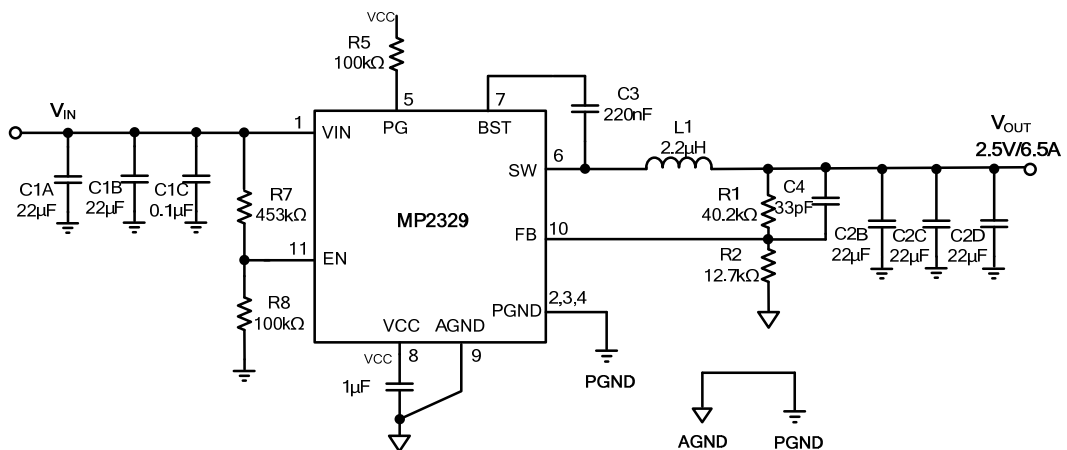 VCC
R5
100kΩ
5
7
C3
220nF
VIN
1
VIN
PG
BST
L1
2.2μH
VOUT
2.5V/6.5A
6
SW
C1A
22μF
C1B
22μF
C1C
0.1μF
R7
453kΩ
MP2329
R1
40.2kΩ
C4
33pF
FB
10
C2B
22μF
C2C
22μF
C2D
22μF
11
EN
R2
12.7kΩ
R8
100kΩ
PGND
2,3,4
VCC
AGND
VCC
8
9
1μF
PGND
AGND
PGND